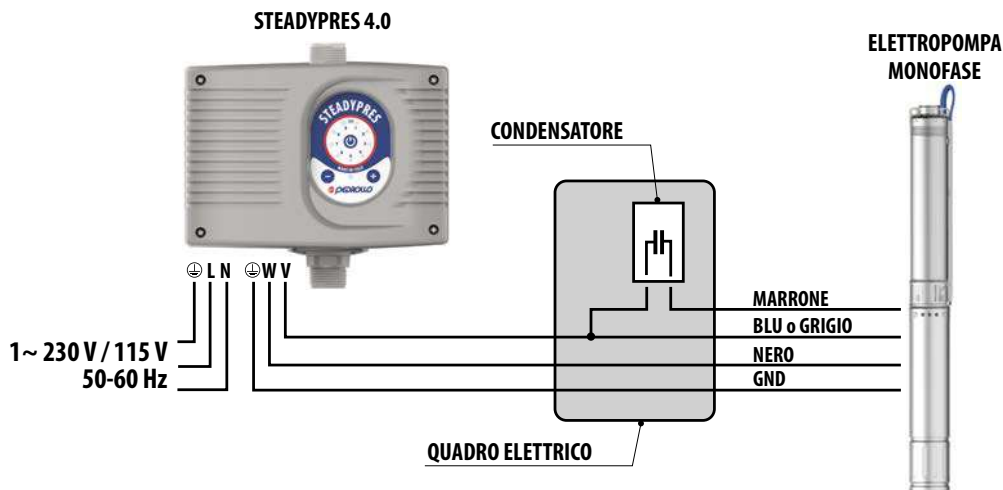 STEADYPRES 4.0
ELETTROPOMPA
MONOFASE
STEADYPRES
PEDROLLO
CONDENSATORE
L N
W V
MARRONE
BLU o GRIGIO
NERO
GND
1~ 230 V / 115 V
50-60 Hz
QUADRO ELETTRICO